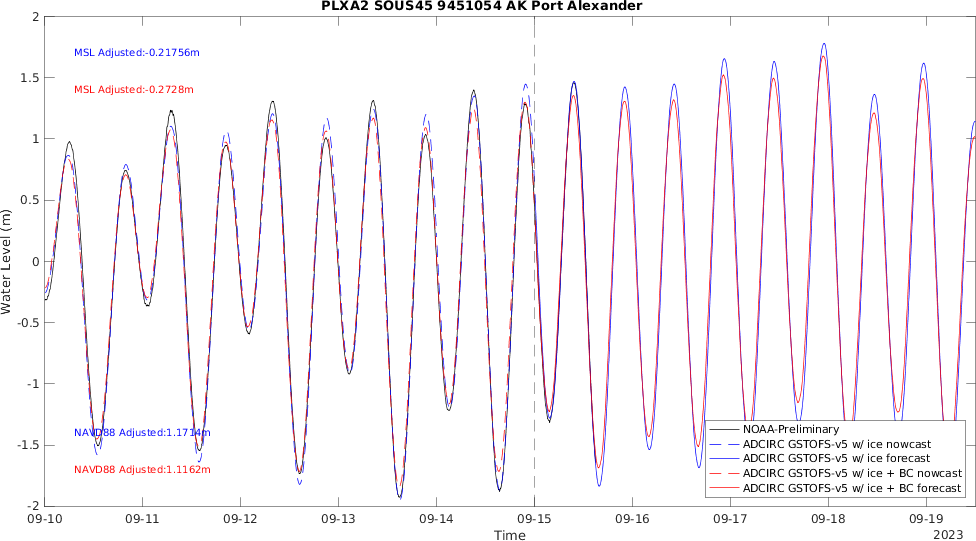 PLXA2 SOUS45 9451054 AK Port Alexander
MSL Adjusted:-0.21756m
MSL Adjusted:-0.2728m
NAVD88 Adjusted:1.1714m
NAVD88 Adjusted:1.1162m
Water Level (m)
2
1.5
1
0.5
0
-0.5
-1
-1.5
-2
NOAA-Preliminary
ADCIRC GSTOFS-v5 w/ ice nowcast
ADCIRC GSTOFS-v5 w/ ice forecast
ADCIRC GSTOFS-v5 w/ ice + BC nowcast
ADCIRC GSTOFS-v5 w/ ice + BC forecast
09-10 09-11 09-12 09-13 09-14 09-15 09-16 09-17 09-18 09-19
Time
2023